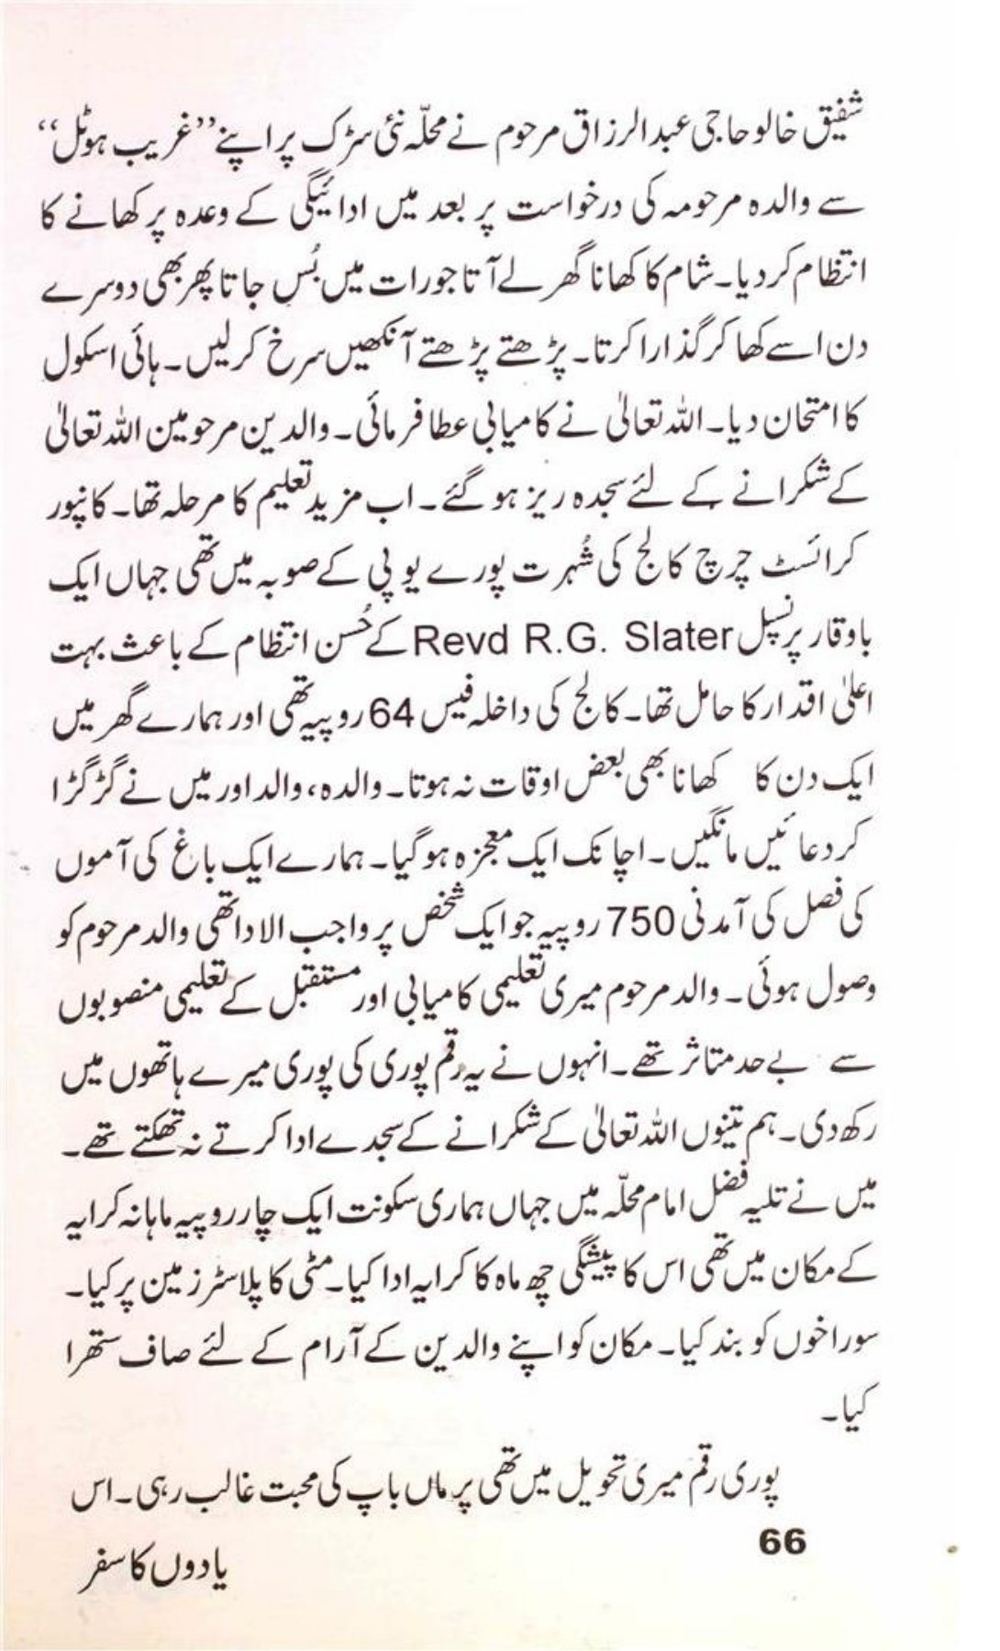 شفیق خالو حاجی عبدالرزاق مرحوم نے محلّہ نئی سڑک پر اپنے ’’غریب ہوٹل‘‘
سے والدہ مرحومہ کی درخواست پر بعد میں ادائیگی کے وعدہ پر کھانے کا
انتظام کردیا۔ شام کا کھانا گھر لے آتا جو رات میں بُس جاتا پھر بھی دوسرے
دن اسے کھا کر گذارا کرتا۔ پڑھتے پڑھتے آنکھیں سرخ کرلیں۔ ہائی اسکول
کا امتحان دیا۔ اللہ تعالیٰ نے کامیابی عطا فرمائی۔ والدین مرحومین اللہ تعالیٰ
کے شکرانے کے لئے سجدہ ریز ہوگئے۔ اب مزید تعلیم کا مرحلہ تھا۔ کانپور
کرائسٹ چرچ کالج کی شُہرت پورے یوپی کے صوبہ میں تھی جہاں ایک
باوقار پرنسپل Revd R.G. Slater کے حُسن انتظام کے باعث بہت
اعلیٰ اقدار کا حامل تھا۔ کالج کی داخلہ فیس 64 روپیہ تھی اور ہمارے گھر میں
ایک دن کا کھانا بھی بعض اوقات نہ ہوتا۔ والدہ، والد اور میں نے گڑگڑا
کر دعائیں مانگیں۔ اچانک ایک معجزہ ہوگیا۔ ہمارے ایک باغ کی آموں
کی فصل کی آمدنی 750 روپیہ جو ایک شخص پر واجب الادا تھی والد مرحوم کو
وصول ہوئی۔ والد مرحوم میری تعلیمی کامیابی اور مستقبل کے تعلیمی منصوبوں
سے بے حد متاثر تھے۔ انہوں نے یہ رقم پوری کی پوری میرے ہاتھوں میں
رکھ دی۔ ہم تینوں اللہ تعالیٰ کے شکرانے کے سجدے ادا کرتے نہ تھکتے تھے۔
میں نے تلیہ فضل امام محلّہ میں جہاں ہماری سکونت ایک چار روپیہ ماہانہ کرایہ
کے مکان میں تھی اس کا پیشگی چھ ماہ کا کرایہ ادا کیا۔ مٹی کا پلاسٹر زمین پر کیا۔
سوراخوں کو بند کیا۔ مکان کو اپنے والدین کے آرام کے لئے صاف ستھرا
کیا۔
پوری رقم میری تحویل میں تھی پر ماں باپ کی محبت غالب رہی۔ اس
66
یادوں کا سفر